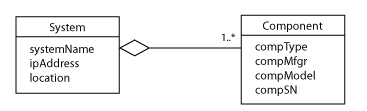 System
systemName
ipAddress
location
1..*
Component
compType
compMfgr
compModel
compSN